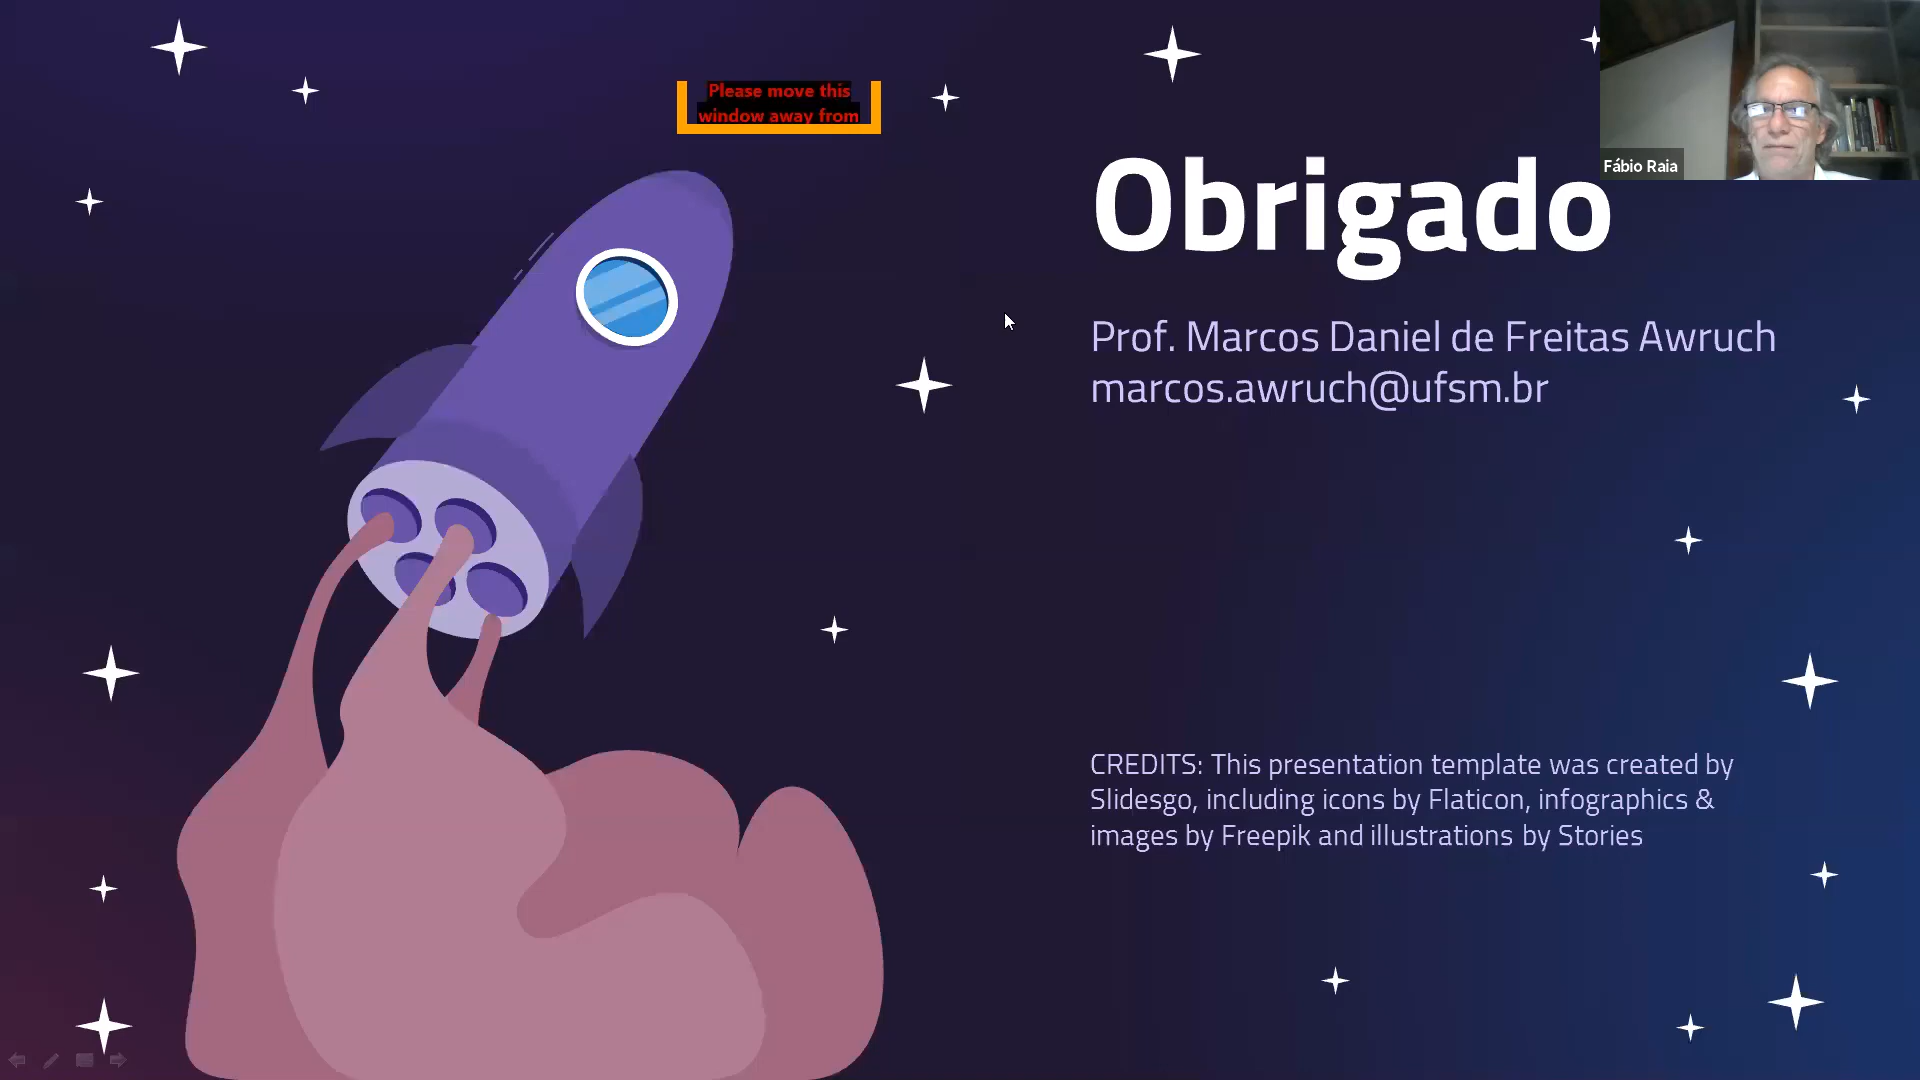 Please move this
window away from
Fábio Raia
Obrigado
Prof. Marcos Daniel de Freitas Awruch
marcos.awruch@ufsm.br
CREDITS: This presentation template was created by
Slidesgo, including icons by Flaticon, infographics &
images by Freepik and illustrations by Stories